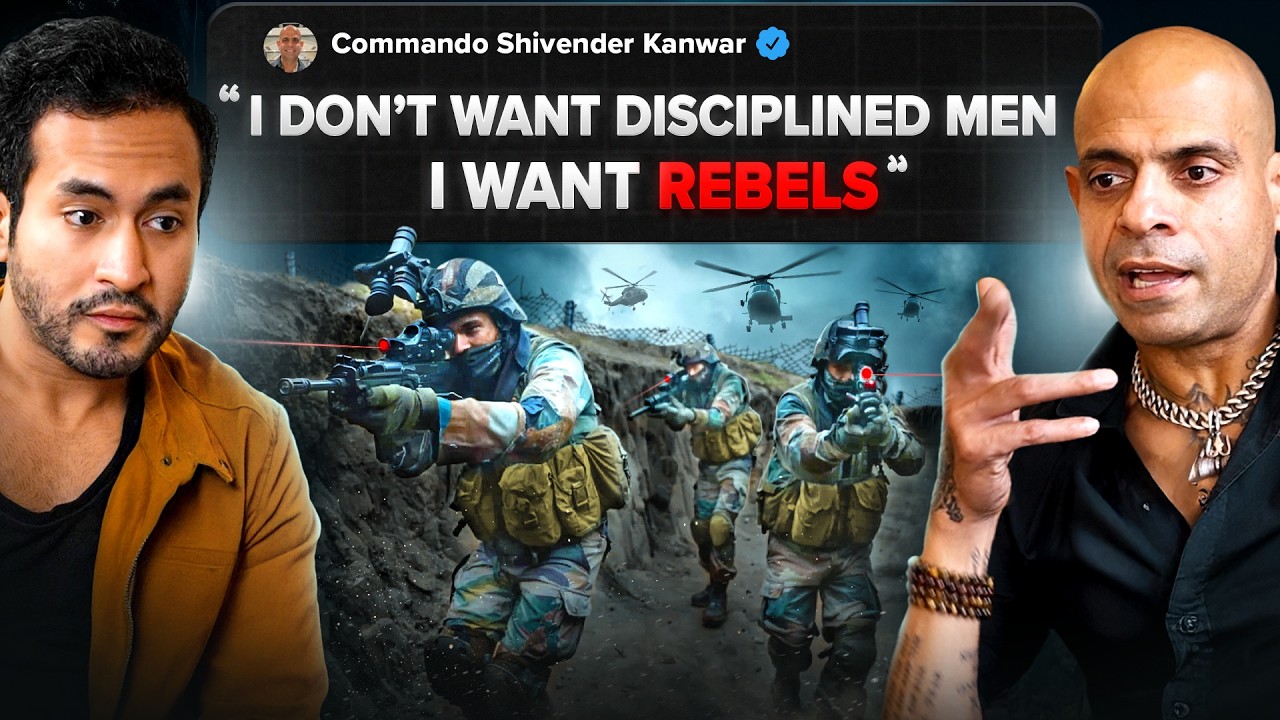 Commando Shivender Kanwar
“I DON’T WANT DISCIPLINED MEN
I WANT REBELS”